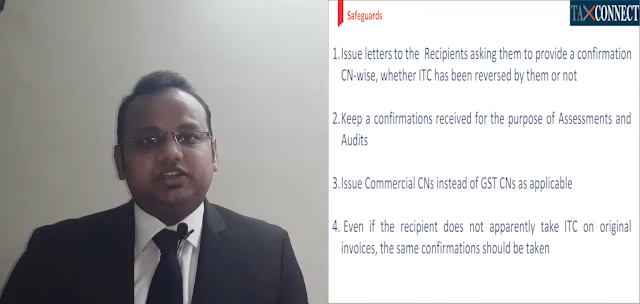 Safeguards
TAXCONNECT
1. Issue letters to the Recipients asking them to provide a confirmation
CN-wise, whether ITC has been reversed by them or not
2. Keep a confirmations received for the purpose of Assessments and
Audits
3. Issue Commercial CNs instead of GST CNs as applicable
4. Even if the recipient does not apparently take ITC on original
invoices, the same confirmations should be taken